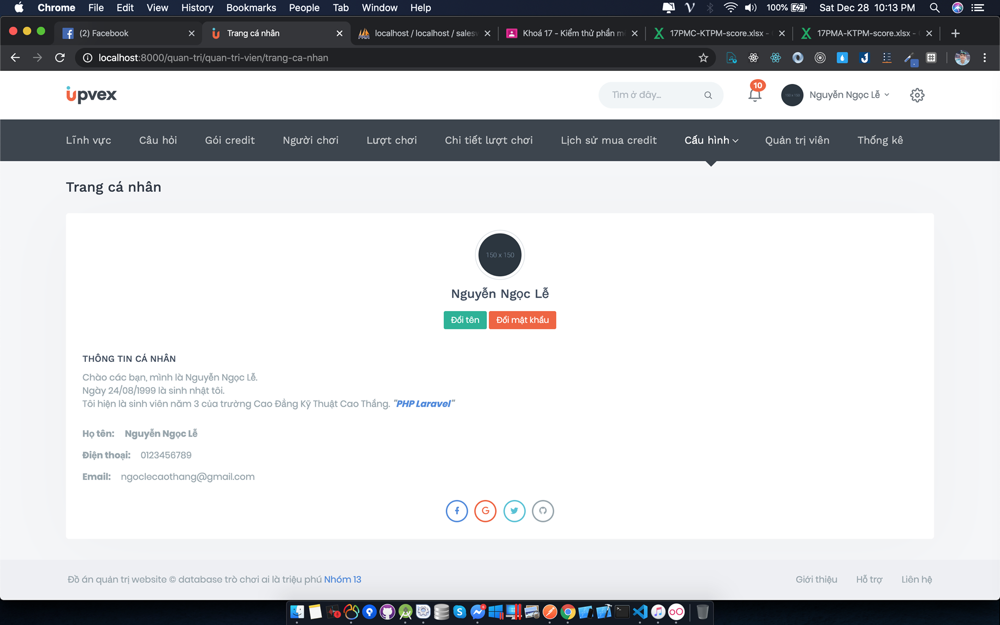 Chrome File Edit View History Bookmarks People Tab Window Help 100% Sat Dec 28 10:13 PM
(2) Facebook Trang cá nhân localhost / localhost / sales Khoá 17 - Kiểm thử phần m 17PMC-KTPM-score.xlsx - 17PMA-KTPM-score.xlsx -
localhost:8000/quan-tri/quan-tri-vien/trang-ca-nhan
upvex Tìm ở đây... 10 150 x 150 Nguyễn Ngọc Lễ
Lĩnh vực Câu hỏi Gói credit Người chơi Lượt chơi Chi tiết lượt chơi Lịch sử mua credit Cấu hình Quản trị viên Thống kê
Trang cá nhân
150 x 150
Nguyễn Ngọc Lễ
Đổi tên Đổi mật khẩu
THÔNG TIN CÁ NHÂN
Chào các bạn, mình là Nguyễn Ngọc Lễ.
Ngày 24/08/1999 là sinh nhật tôi.
Tôi hiện là sinh viên năm 3 của trường Cao Đẳng Kỹ Thuật Cao Thắng. "PHP Laravel"
Họ tên: Nguyễn Ngọc Lễ
Điện thoại: 0123456789
Email: ngoclecaothang@gmail.com
Đồ án quản trị website © database trò chơi ai là triệu phú Nhóm 13 Giới thiệu Hỗ trợ Liên hệ